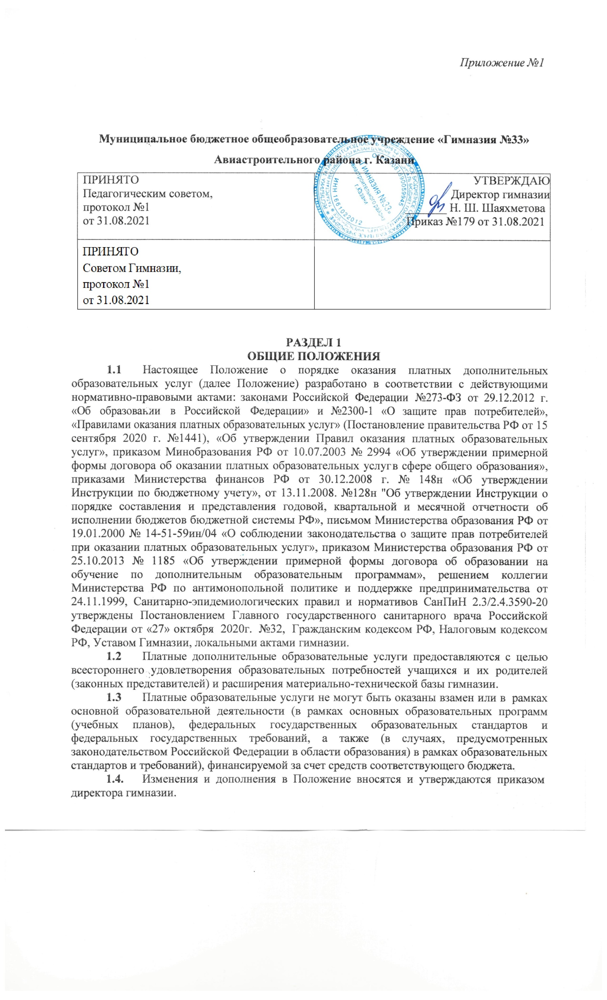 Приложение №1
Муниципальное бюджетное общеобразовательное учреждение «Гимназия №33»
Авиастроительного района г. Казани
ПРИНЯТО
Педагогическим советом,
протокол №1
от 31.08.2021
УТВЕРЖДАЮ
Директор гимназии
Н. Ш. Шаяхметова
Приказ №179 от 31.08.2021
«Гимназия №33»
Авиастроительного района
г.Казани
ИНН 1661022012
ПРИНЯТО
Советом Гимназии,
протокол №1
от 31.08.2021
РАЗДЕЛ 1
ОБЩИЕ ПОЛОЖЕНИЯ
1.1 Настоящее Положение о порядке оказания платных дополнительных
образовательных услуг (далее Положение) разработано в соответствии с действующими
нормативно-правовыми актами: законами Российской Федерации №273-ФЗ от 29.12.2012 г.
«Об образовании в Российской Федерации» и №2300-1 «О защите прав потребителей»,
«Правилами оказания платных образовательных услуг» (Постановление правительства РФ от 15
сентября 2020 г. №1441), «Об утверждении Правил оказания платных образовательных
услуг», приказом Минобразования РФ от 10.07.2003 № 2994 «Об утверждении примерной
формы договора об оказании платных образовательных услуг в сфере общего образования»,
приказами Министерства финансов РФ от 30.12.2008 г. № 148н «Об утверждении
Инструкции по бюджетному учету», от 13.11.2008. №128н "Об утверждении Инструкции о
порядке составления и представления годовой, квартальной и месячной отчетности об
исполнении бюджетов бюджетной системы РФ», письмом Министерства образования РФ от
19.01.2000 № 14-51-59ин/04 «О соблюдении законодательства о защите прав потребителей
при оказании платных образовательных услуг», приказом Министерства образования РФ от
25.10.2013 № 1185 «Об утверждении примерной формы договора об образовании на
обучение по дополнительным образовательным программам», решением коллегии
Министерства РФ по антимонопольной политике и поддержке предпринимательства от
24.11.1999, Санитарно-эпидемиологических правил и нормативов СанПиН 2.3/2.4.3590-20
утверждены Постановлением Главного государственного санитарного врача Российской
Федерации от «27» октября 2020г. №32, Гражданским кодексом РФ, Налоговым кодексом
РФ, Уставом Гимназии, локальными актами гимназии.
1.2 Платные дополнительные образовательные услуги предоставляются с целью
всестороннего удовлетворения образовательных потребностей учащихся и их родителей
(законных представителей) и расширения материально-технической базы гимназии.
1.3 Платные образовательные услуги не могут быть оказаны взамен или в рамках
основной образовательной деятельности (в рамках основных образовательных программ
(учебных планов), федеральных государственных образовательных стандартов и
федеральных государственных требований, а также (в случаях, предусмотренных
законодательством Российской Федерации в области образования) в рамках образовательных
стандартов и требований), финансируемой за счет средств соответствующего бюджета.
1.4. Изменения и дополнения в Положение вносятся и утверждаются приказом
директора гимназии.